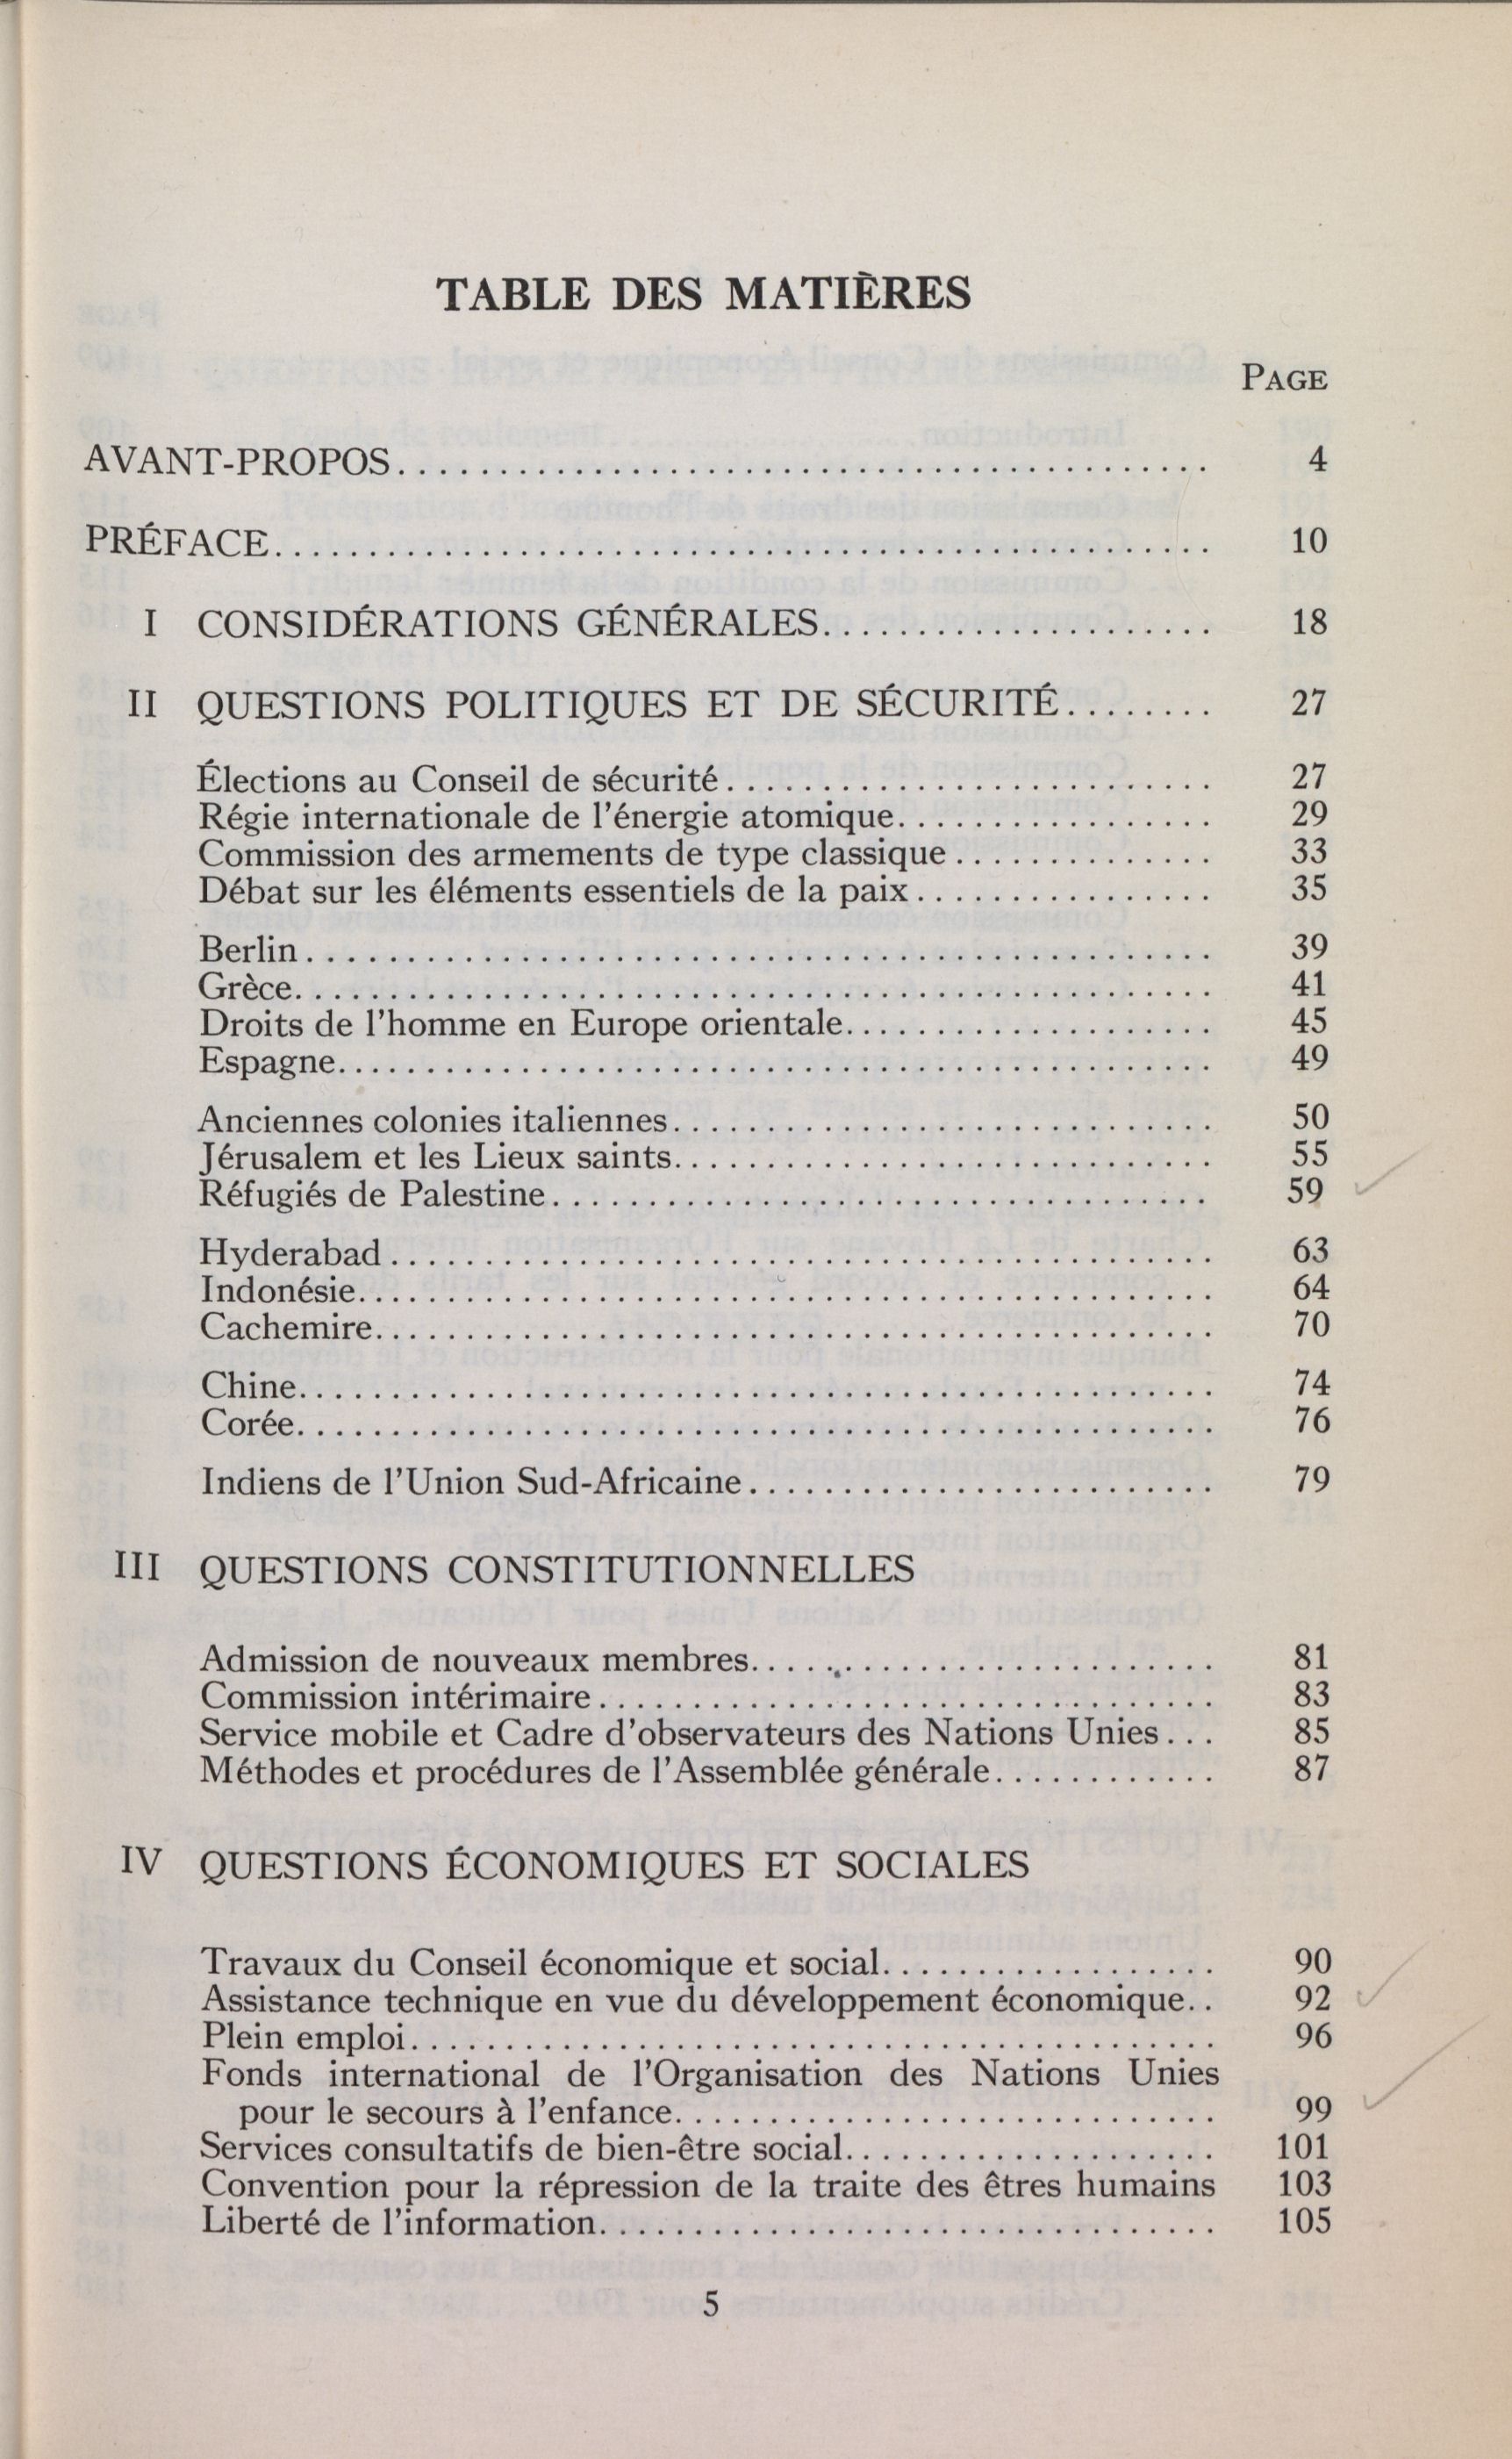 TABLE DES MATIÈRES
PAGE
AVANT-PROPOS. . . . . . . . . . . . . . . . . . . . 4
PRÉFACE. . . . . . . . . . . . . . . . . . . . 10
I CONSIDÉRATIONS GÉNÉRALES. . . . . . . . . . 18
II QUESTIONS POLITIQUES ET DE SÉCURITÉ. . . . . . . . 27
Élections au Conseil de sécurité. . . . . . . . . . 27
Régie internationale de l'énergie atomique. . . . . . . . . . 29
Commission des armements de type classique . . . . . . . . . . 33
Débat sur les éléments essentiels de la paix. . . . . . . . . . 35
Berlin. . . . . . . . . . 39
Grèce. . . . . . . . . . 41
Droits de l'homme en Europe orientale. . . . . . . . . . 45
Espagne. . . . . . . . . . 49
Anciennes colonies italiennes. . . . . . . . . . 50
Jérusalem et les Lieux saints. . . . . . . . . . 55
Réfugiés de Palestine. . . . . . . . . . 59
Hyderabad . . . . . . . . . . 63
Indonésie. . . . . . . . . . 64
Cachemire. . . . . . . . . . 70
Chine. . . . . . . . . . 74
Corée. . . . . . . . . . 76
Indiens de l'Union Sud-Africaine. . . . . . . . . . 79
III QUESTIONS CONSTITUTIONNELLES
Admission de nouveaux membres. . . . . . . . . . 81
Commission intérimaire . . . . . . . . . . 83
Service mobile et Cadre d'observateurs des Nations Unies. . . 85
Méthodes et procédures de l'Assemblée générale. . . . . . . . . . 87
IV QUESTIONS ÉCONOMIQUES ET SOCIALES
Travaux du Conseil économique et social. . . . . . . . . . 90
Assistance technique en vue du développement économique. . 92
Plein emploi. . . . . . . . . . 96
Fonds international de l'Organisation des Nations Unies
pour le secours à l'enfance. . . . . . . . . . 99
Services consultatifs de bien-être social. . . . . . . . . . 101
Convention pour la répression de la traite des êtres humains 103
Liberté de l'information. . . . . . . . . . 105
5